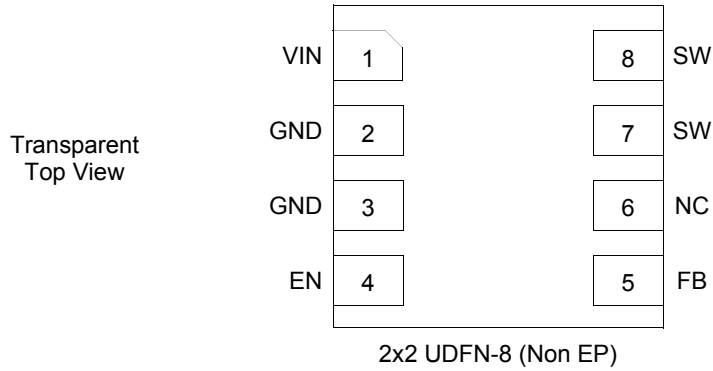 VIN 1 8 SW
GND 2 7 SW
Transparent
Top View
GND 3 6 NC
EN 4 5 FB
2x2 UDFN-8 (Non EP)